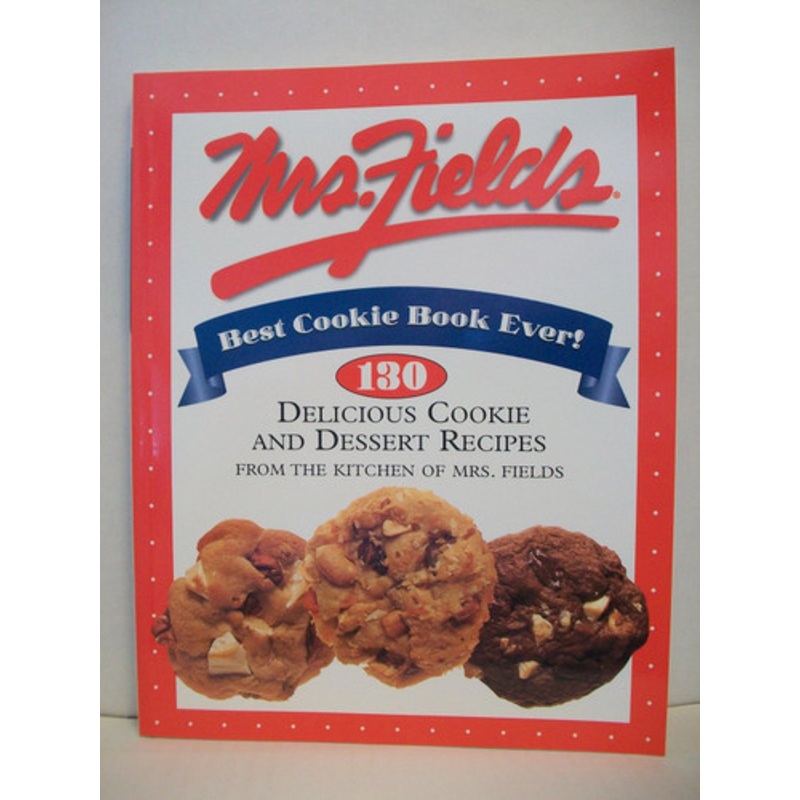 Mrs. Fields®
Best Cookie Book Ever!
130
Delicious Cookie
and Dessert Recipes
from the kitchen of Mrs. Fields